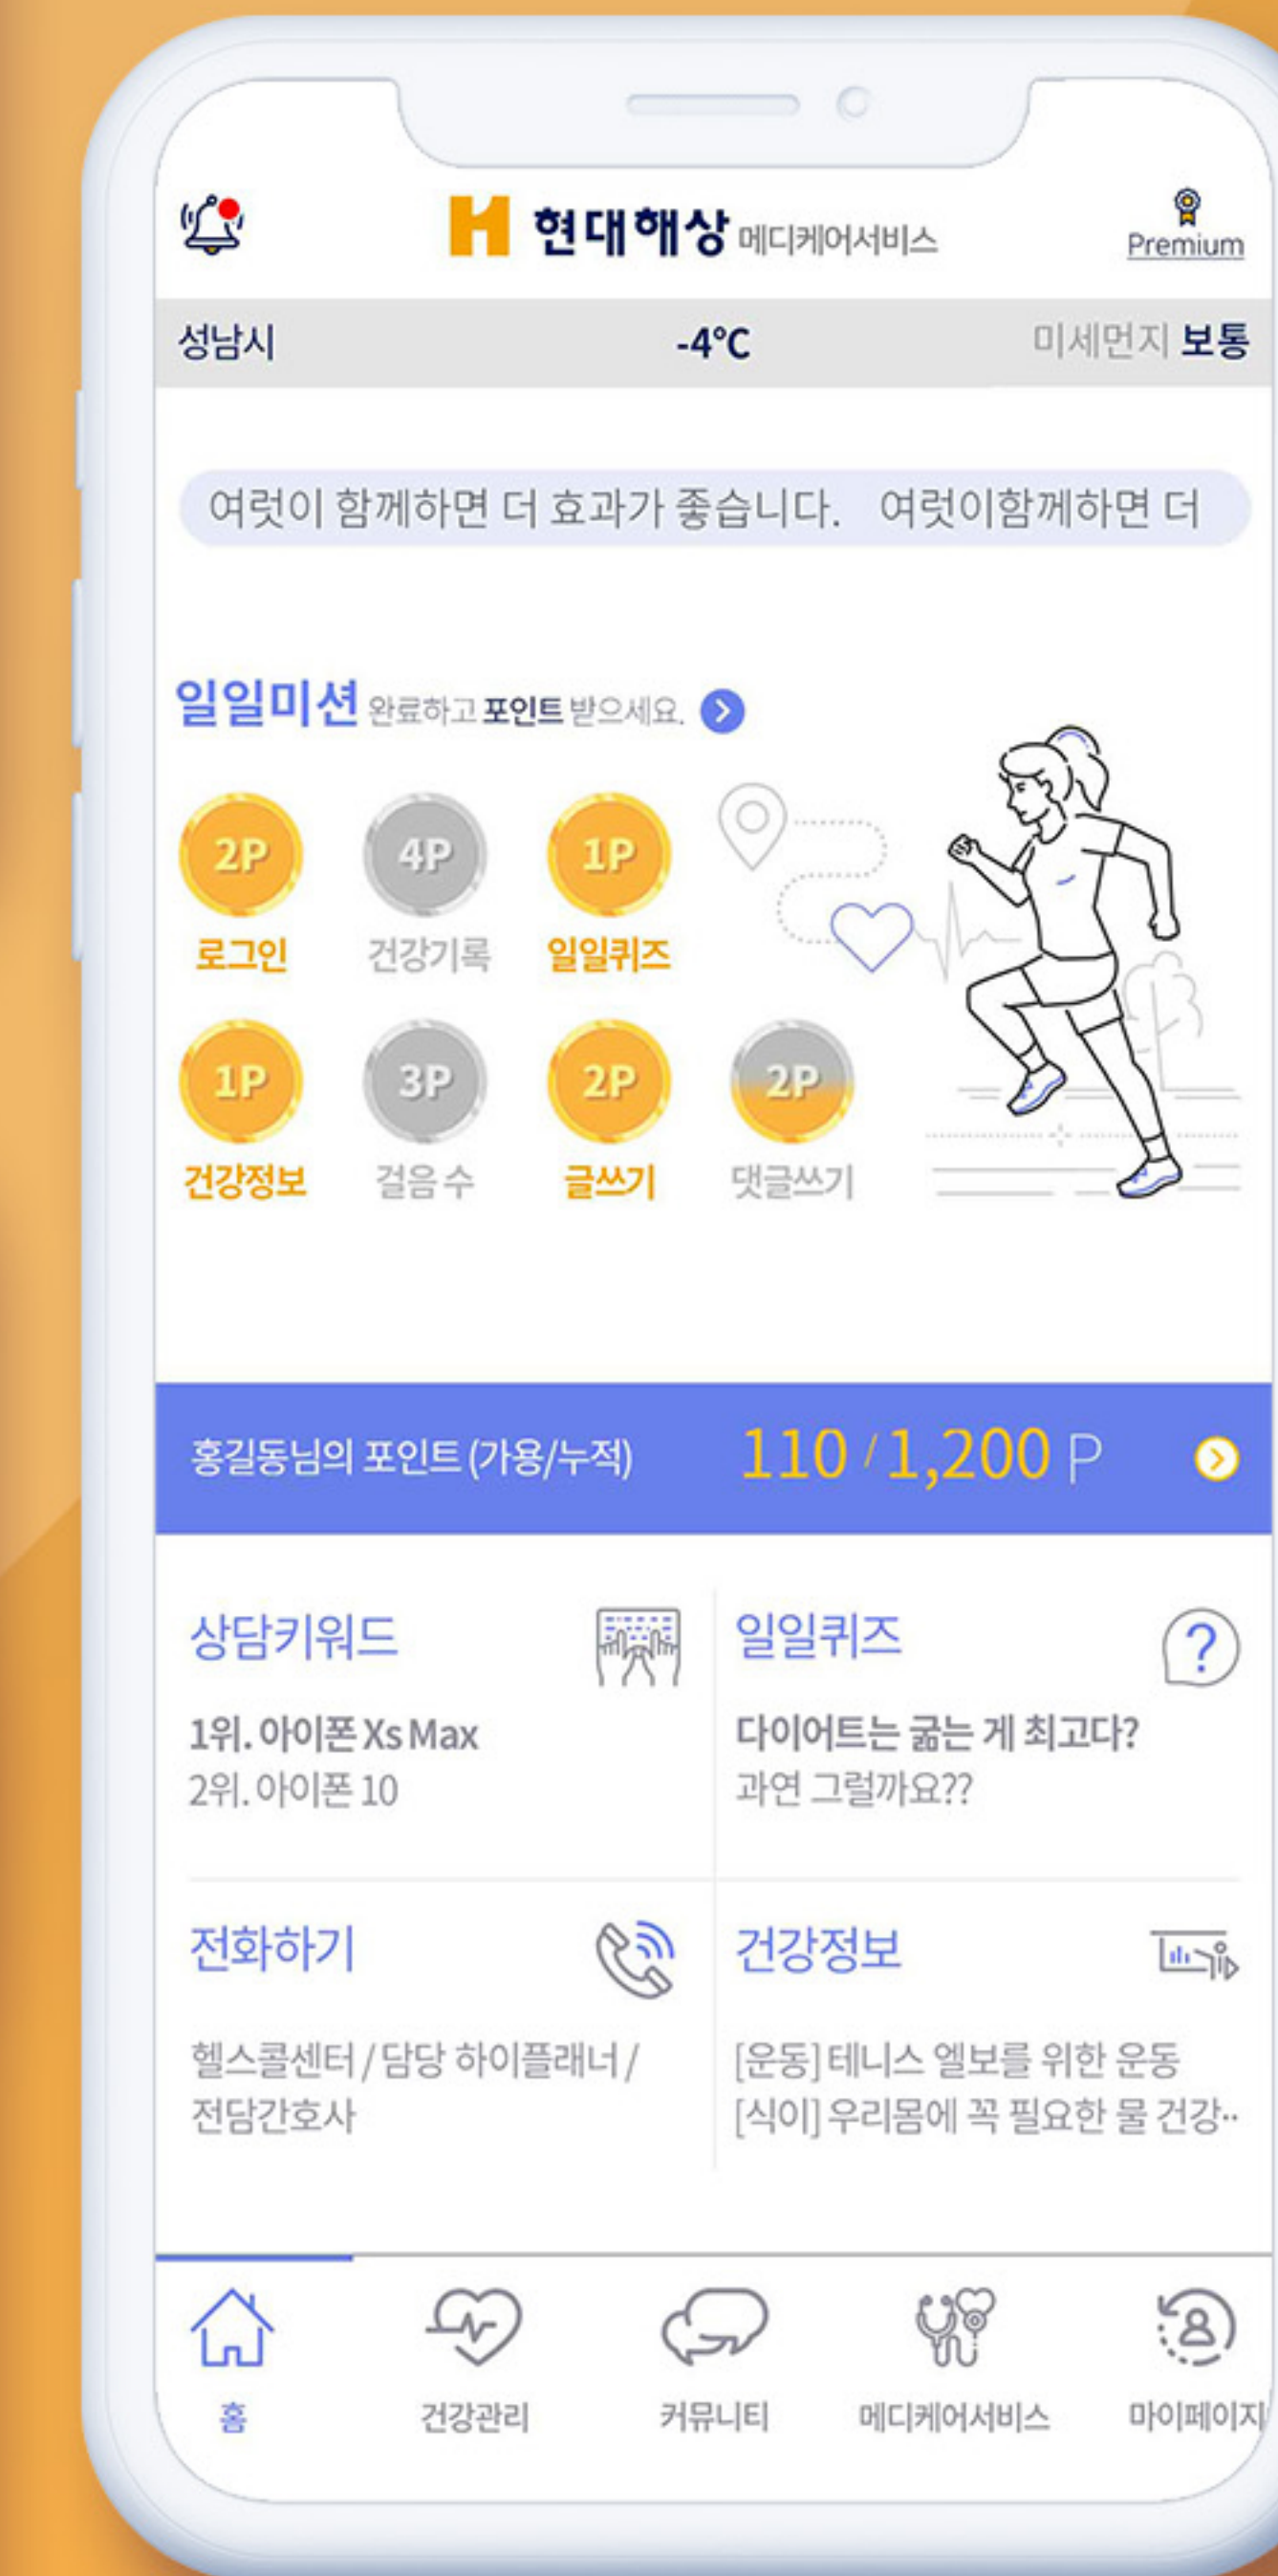 현대해상 메디케어서비스
Premium
성남시 -4°C 미세먼지 보통
여럿이 함께하면 더 효과가 좋습니다. 여럿이함께하면 더
일일미션 완료하고 포인트 받으세요.
2P 4P 1P
로그인 건강기록 일일퀴즈
1P 3P 2P 2P
건강정보 걸음 수 글쓰기 댓글쓰기
홍길동님의 포인트 (가용/누적) 110 / 1,200 P
상담키워드
1위. 아이폰 Xs Max
2위. 아이폰 10
일일퀴즈
다이어트는 굶는 게 최고다?
과연 그럴까요??
전화하기
헬스콜센터 / 담당 하이플래너 /
전담간호사
건강정보
[운동] 테니스 엘보를 위한 운동
[식이] 우리몸에 꼭 필요한 물 건강··
홈 건강관리 커뮤니티 메디케어서비스 마이페이지